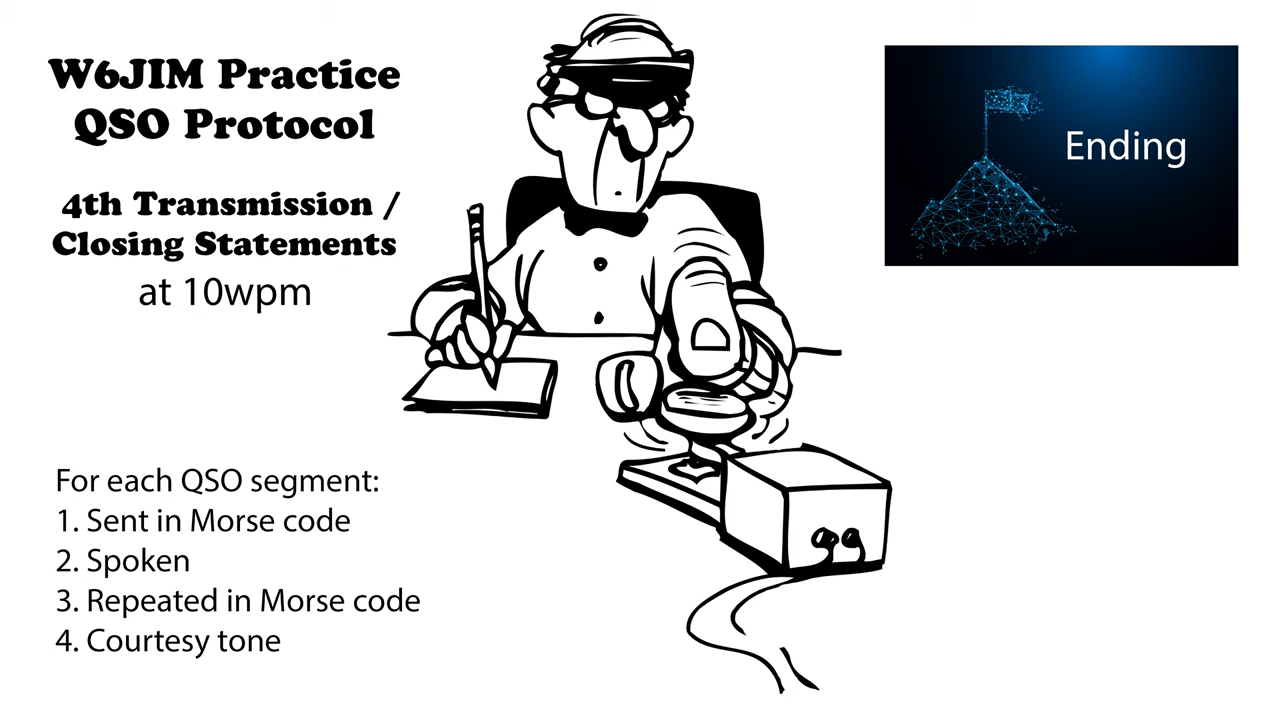 W6JIM Practice
QSO Protocol
4th Transmission /
Closing Statements
at 10wpm
Ending
For each QSO segment:
1. Sent in Morse code
2. Spoken
3. Repeated in Morse code
4. Courtesy tone